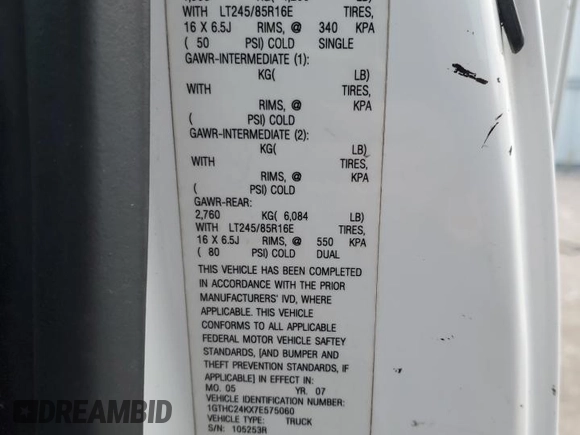 WITH LT245/85R16E TIRES,
16 X 6.5J RIMS, @ 340 KPA
( 50 PSI) COLD SINGLE
GAWR-INTERMEDIATE (1):
KG( LB)
WITH TIRES,
RIMS, @ KPA
( PSI) COLD
GAWR-INTERMEDIATE (2):
KG( LB)
WITH TIRES,
RIMS, @ KPA
( PSI) COLD
GAWR-REAR:
2,760 KG( 6,084 LB)
WITH LT245/85R16E TIRES,
16 X 6.5J RIMS, @ 550 KPA
( 80 PSI) COLD DUAL
THIS VEHICLE HAS BEEN COMPLETED
IN ACCORDANCE WITH THE PRIOR
MANUFACTURERS' IVD, WHERE
APPLICABLE. THIS VEHICLE
CONFORMS TO ALL APPLICABLE
FEDERAL MOTOR VEHICLE SAFTEY
STANDARDS, [AND BUMPER AND
THEFT PREVENTION STANDARDS, IF
APPLICABLE] IN EFFECT IN:
MO. 05 YR. 07
VEHICLE IDENTIFICATION NUMBER:
1GTHC24KX7E575060
VEHICLE TYPE: TRUCK
S/N: 105253R
DREAMBID